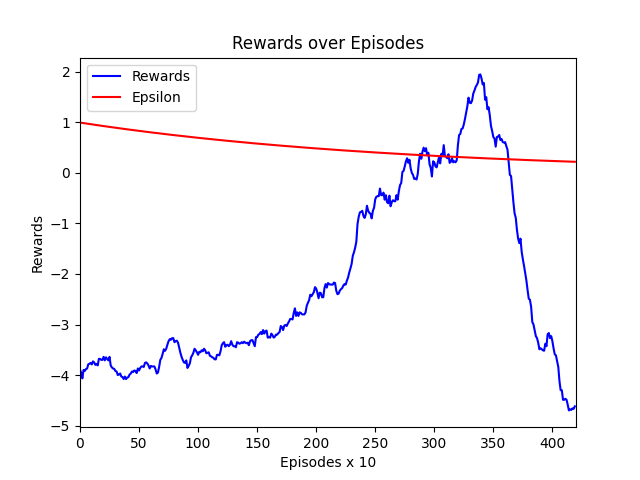 Rewards over Episodes
Rewards
Epsilon
2
1
0
−1
−2
−3
−4
−5
Rewards
0 50 100 150 200 250 300 350 400
Episodes x 10